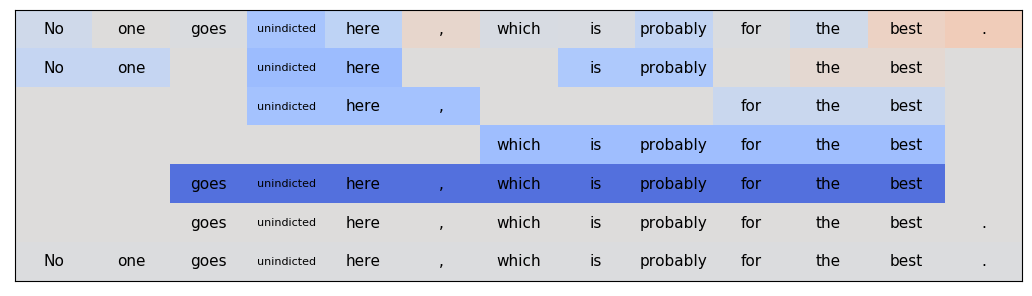 No one goes unindicted here , which is probably for the best .
No one unindicted here is probably the best
unindicted here , for the best
which is probably for the best
goes unindicted here , which is probably for the best
goes unindicted here , which is probably for the best .
No one goes unindicted here , which is probably for the best .